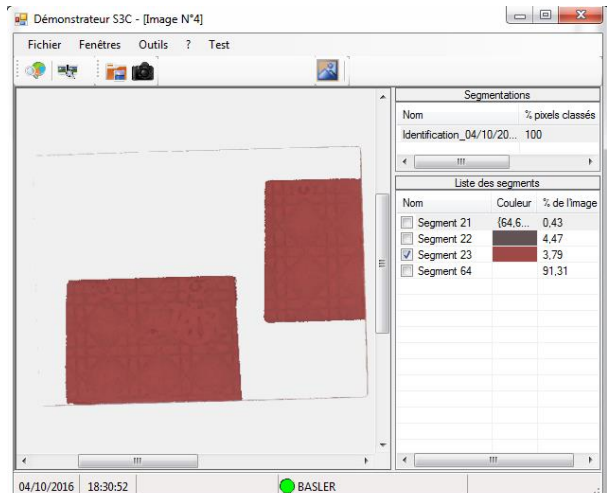 Démonstrateur S3C - [Image N°4]
Fichier Fenêtres Outils ? Test
Segmentations
Nom % pixels classés
Identification_04/10/20... 100
Liste des segments
Nom Couleur % de l'image
Segment 21 {64,6... 0,43
Segment 22 4,47
Segment 23 3,79
Segment 64 91,31
04/10/2016 18:30:52 BASLER